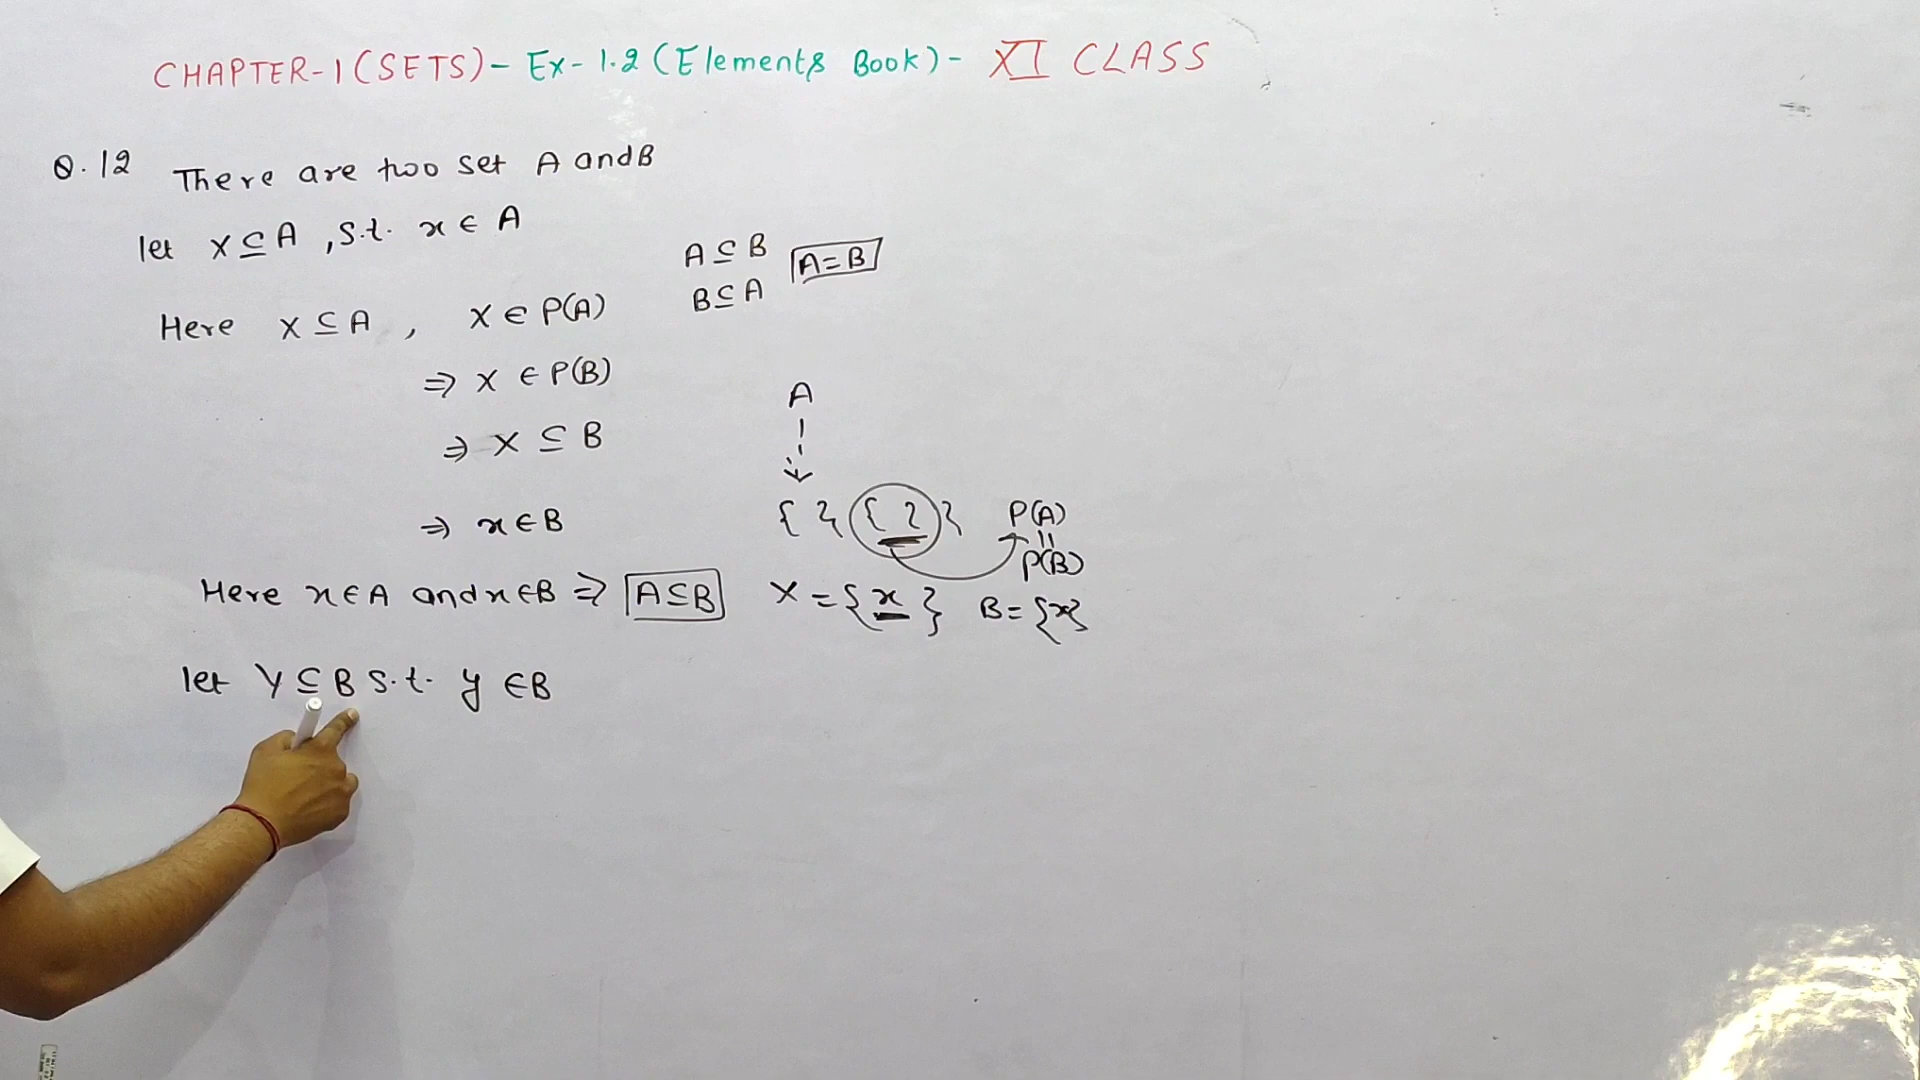 CHAPTER-1(SETS)-Ex-1.2(Elements Book)- XI CLASS
Q.12 There are two set A and B
let X⊆A, s.t. x∈A
A⊆B
B⊆A
A=B
Here X⊆A, X∈P(A)
⇒ X∈P(B)
⇒ X⊆B
⇒ x∈B
A
{ } { } }
P(A)
=
P(B)
Here x∈A and x∈B ⇒ A⊆B
X={x} B={x}
let Y⊆B s.t. y∈B